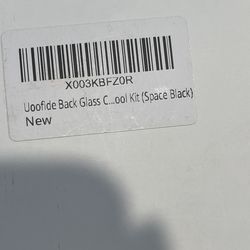 X003KBFZ0R
Uoofide Back Glass C...ool Kit (Space Black)
New